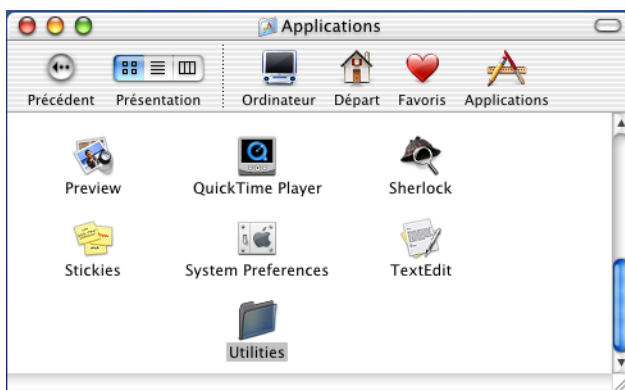 Applications
Précédent Présentation Ordinateur Départ Favoris Applications
Preview QuickTime Player Sherlock
Stickies System Preferences TextEdit
Utilities